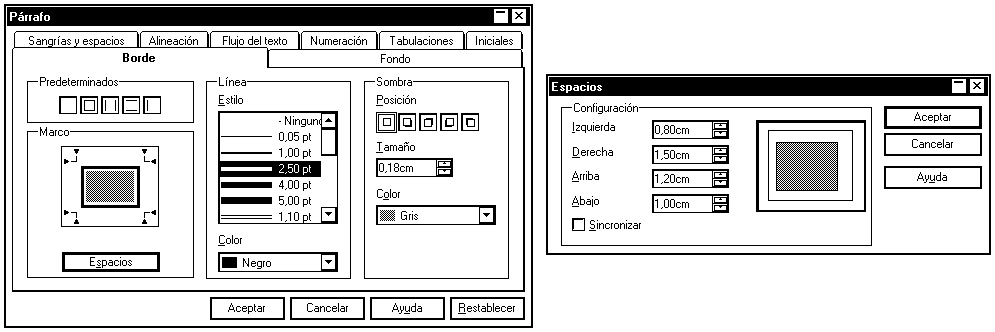 Párrafo
Sangrías y espacios Alineación Flujo del texto Numeración Tabulaciones Iniciales
Borde Fondo
Predeterminados
Marco
Espacios
Línea
Estilo
- Ninguno
0,05 pt
1,00 pt
2,50 pt
4,00 pt
5,00 pt
1,10 pt
Color
Negro
Sombra
Posición
Tamaño
0,18cm
Color
Gris
Aceptar Cancelar Ayuda Restablecer
Espacios
Configuración
Izquierda 0,80cm
Derecha 1,50cm
Arriba 1,20cm
Abajo 1,00cm
Sincronizar
Aceptar
Cancelar
Ayuda